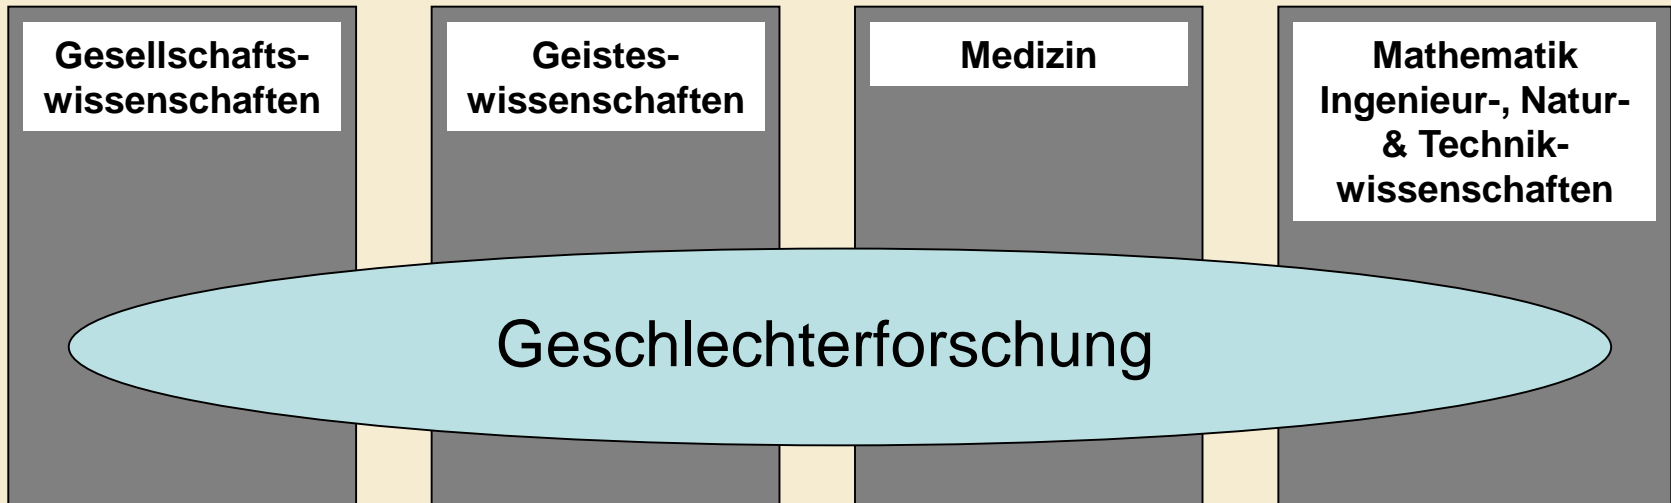 Gesellschafts-
wissenschaften
Geistes-
wissenschaften
Medizin
Mathematik
Ingenieur-, Natur-
& Technik-
wissenschaften
Geschlechterforschung